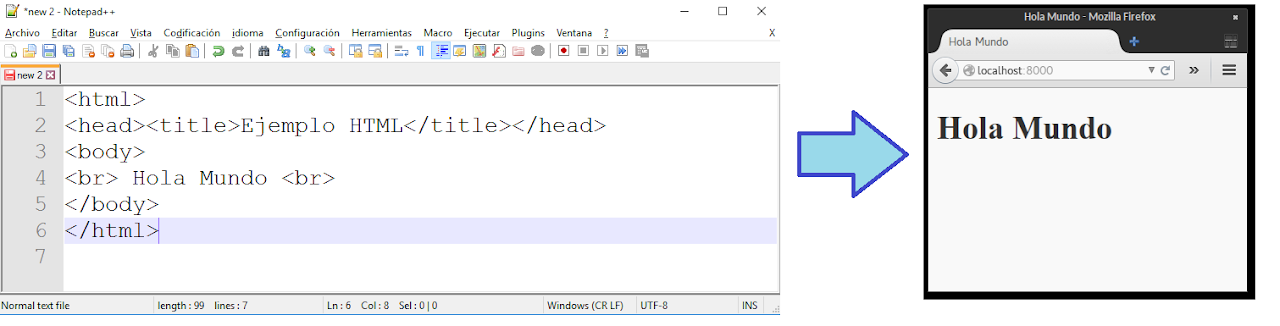 *new 2 - Notepad++
Archivo Editar Buscar Vista Codificación idioma Configuración Herramientas Macro Ejecutar Plugins Ventana ? X
new 2
1 <html>
2 <head><title>Ejemplo HTML</title></head>
3 <body>
4 <br> Hola Mundo <br>
5 </body>
6 </html>
7
Normal text file length : 99 lines : 7 Ln : 6 Col : 8 Sel : 0 | 0 Windows (CR LF) UTF-8 INS
Hola Mundo - Mozilla Firefox
Hola Mundo
localhost:8000
Hola Mundo